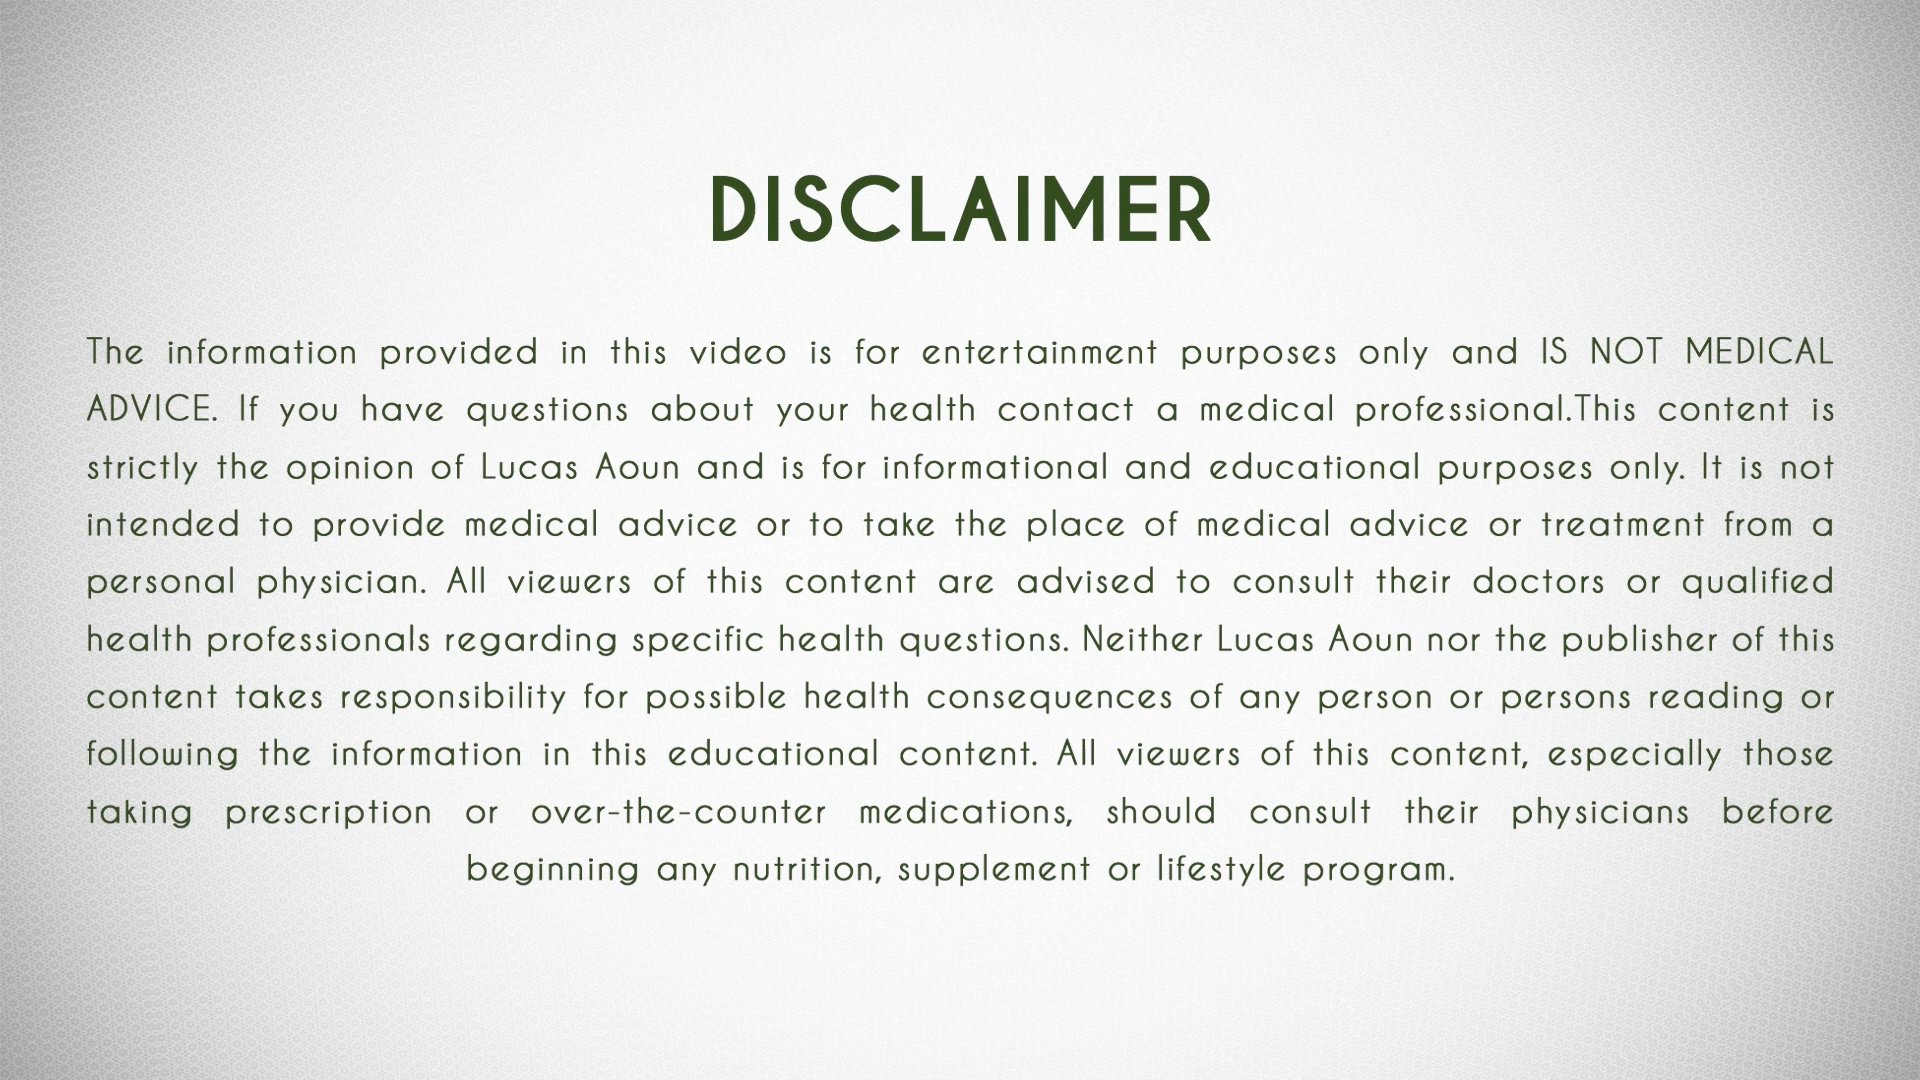 DISCLAIMER
The information provided in this video is for entertainment purposes only and IS NOT MEDICAL
ADVICE. If you have questions about your health contact a medical professional.This content is
strictly the opinion of Lucas Aoun and is for informational and educational purposes only. It is not
intended to provide medical advice or to take the place of medical advice or treatment from a
personal physician. All viewers of this content are advised to consult their doctors or qualified
health professionals regarding specific health questions. Neither Lucas Aoun nor the publisher of this
content takes responsibility for possible health consequences of any person or persons reading or
following the information in this educational content. All viewers of this content, especially those
taking prescription or over-the-counter medications, should consult their physicians before
beginning any nutrition, supplement or lifestyle program.